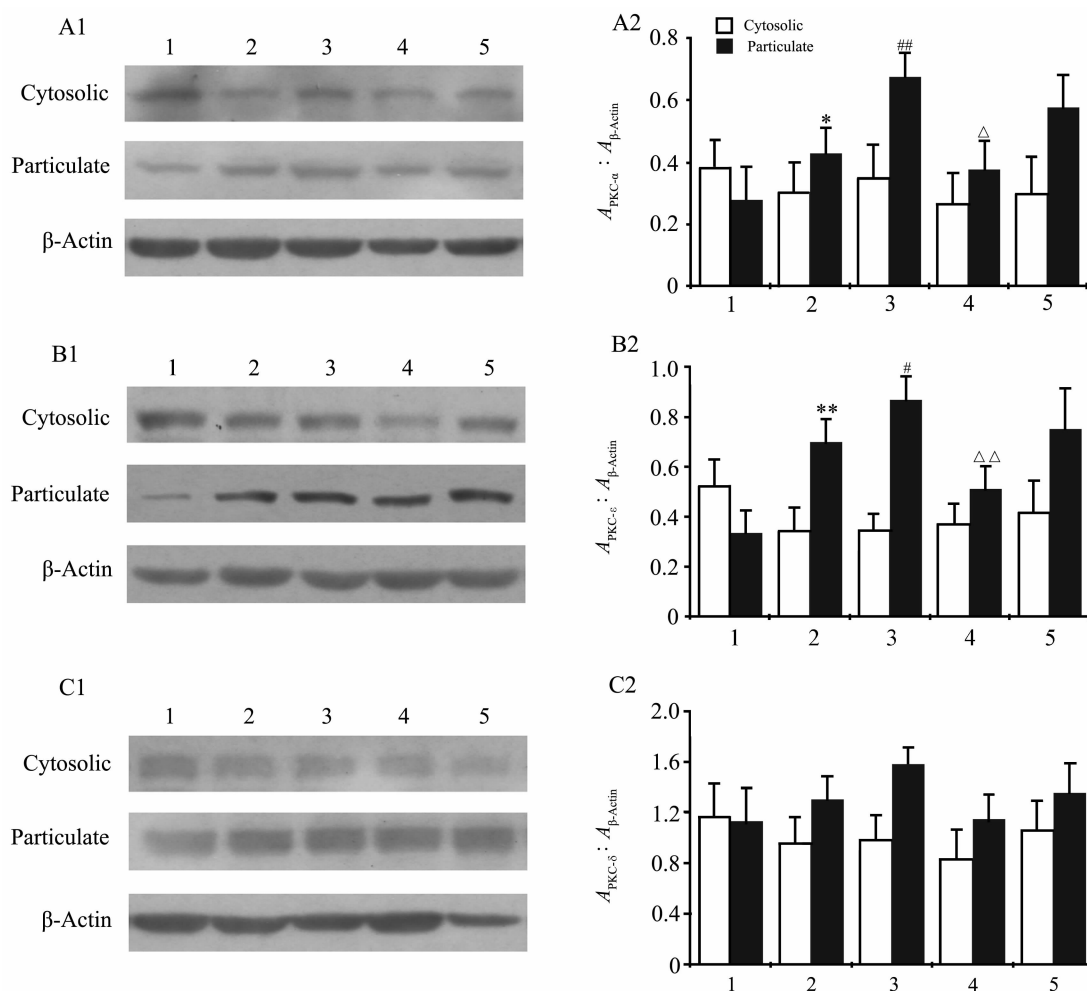 A1
1 2 3 4 5
Cytosolic
Particulate
β-Actin
A2
Cytosolic
Particulate
A_PKC-α : A_β-Actin
0.8
0.6
0.4
0.2
0
*
##
△
1 2 3 4 5
B1
1 2 3 4 5
Cytosolic
Particulate
β-Actin
B2
A_PKC-ε : A_β-Actin
1.0
0.8
0.6
0.4
0.2
0
**
#
△△
1 2 3 4 5
C1
1 2 3 4 5
Cytosolic
Particulate
β-Actin
C2
A_PKC-δ : A_β-Actin
2.0
1.6
1.2
0.8
0.4
0
1 2 3 4 5